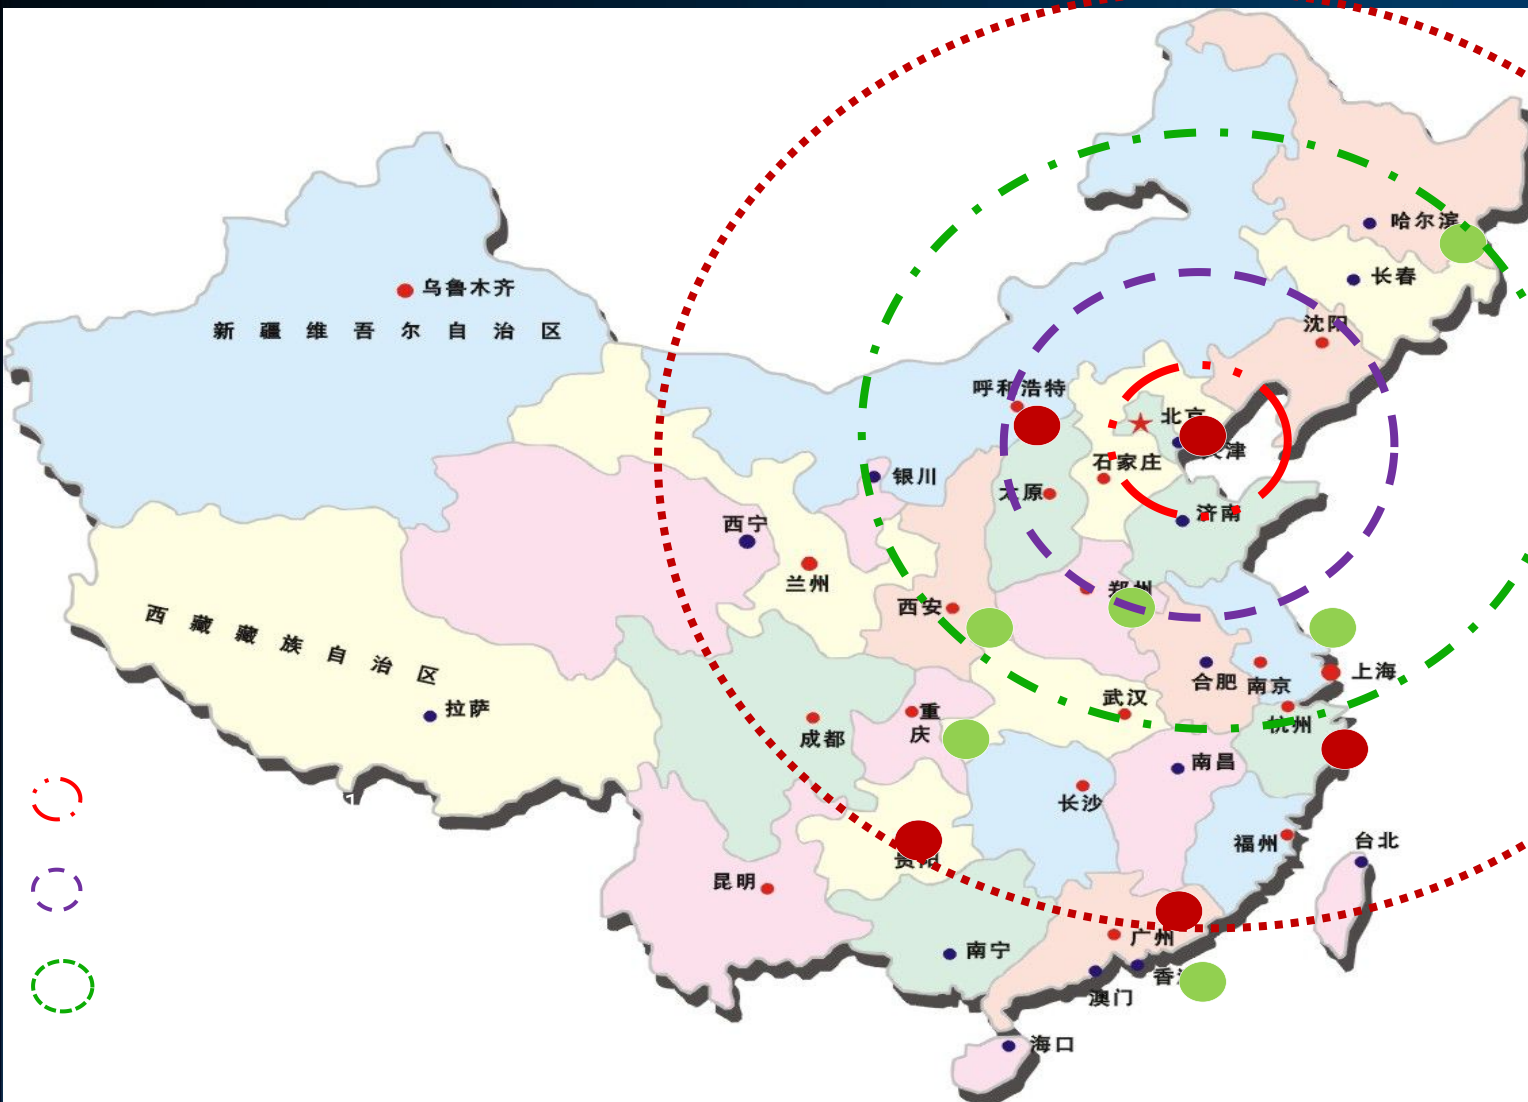 哈尔滨
长春
乌鲁木齐
新疆维吾尔自治区
沈阳
呼和浩特
北京
天津
石家庄
银川
太原
济南
西宁
兰州
郑州
西安
西藏藏族自治区
拉萨
合肥
南京
上海
武汉
重
庆
成都
杭州
南昌
长沙
福州
台北
贵阳
昆明
广州
南宁
香
澳门
海口